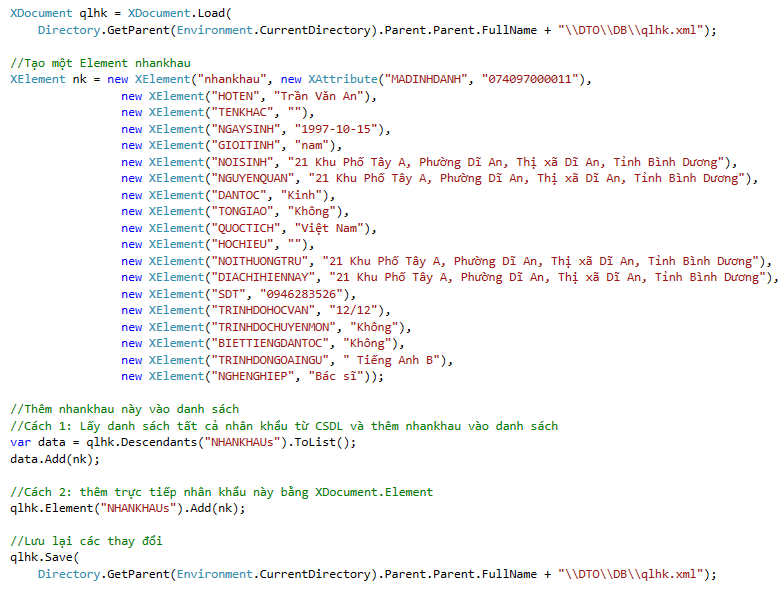 XDocument qlhk = XDocument.Load(
Directory.GetParent(Environment.CurrentDirectory).Parent.Parent.FullName + "\\DTO\\DB\\qlhk.xml");
//Tạo một Element nhankhau
XElement nk = new XElement("nhankhau", new XAttribute("MADINHDANH", "074097000011"),
new XElement("HOTEN", "Trần Văn An"),
new XElement("TENKHAC", ""),
new XElement("NGAYSINH", "1997-10-15"),
new XElement("GIOITINH", "nam"),
new XElement("NOISINH", "21 Khu Phố Tây A, Phường Dĩ An, Thị xã Dĩ An, Tỉnh Bình Dương"),
new XElement("NGUYENQUAN", "21 Khu Phố Tây A, Phường Dĩ An, Thị xã Dĩ An, Tỉnh Bình Dương"),
new XElement("DANTOC", "Kinh"),
new XElement("TONGIAO", "Không"),
new XElement("QUOCTICH", "Việt Nam"),
new XElement("HOCHIEU", ""),
new XElement("NOITHUONGTRU", "21 Khu Phố Tây A, Phường Dĩ An, Thị xã Dĩ An, Tỉnh Bình Dương"),
new XElement("DIACHIHIENNAY", "21 Khu Phố Tây A, Phường Dĩ An, Thị xã Dĩ An, Tỉnh Bình Dương"),
new XElement("SDT", "0946283526"),
new XElement("TRINHDOHOCVAN", "12/12"),
new XElement("TRINHDOCHUYENMON", "Không"),
new XElement("BIETTIENGDANTOC", "Không"),
new XElement("TRINHDONGOAINGU", " Tiếng Anh B"),
new XElement("NGHENGHIEP", "Bác sĩ"));
//Thêm nhankhau này vào danh sách
//Cách 1: Lấy danh sách tất cả nhân khẩu từ CSDL và thêm nhankhau vào danh sách
var data = qlhk.Descendants("NHANKHAUs").ToList();
data.Add(nk);
//Cách 2: thêm trực tiếp nhân khẩu này bằng XDocument.Element
qlhk.Element("NHANKHAUs").Add(nk);
//Lưu lại các thay đổi
qlhk.Save(
Directory.GetParent(Environment.CurrentDirectory).Parent.Parent.FullName + "\\DTO\\DB\\qlhk.xml");